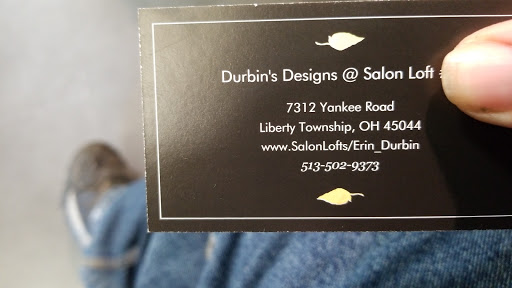 Durbin's Designs @ Salon Loft
7312 Yankee Road
Liberty Township, OH 45044
www.SalonLofts/Erin_Durbin
513-502-9373